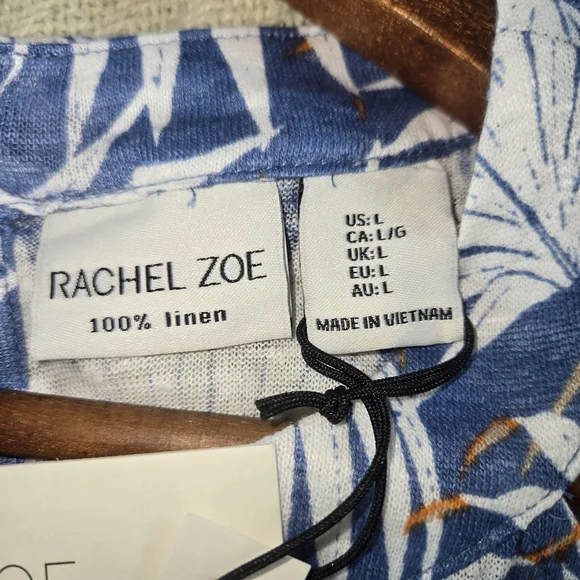 RACHEL ZOE
100% linen
US: L
CA: L/G
UK: L
EU: L
AU: L
MADE IN VIETNAM